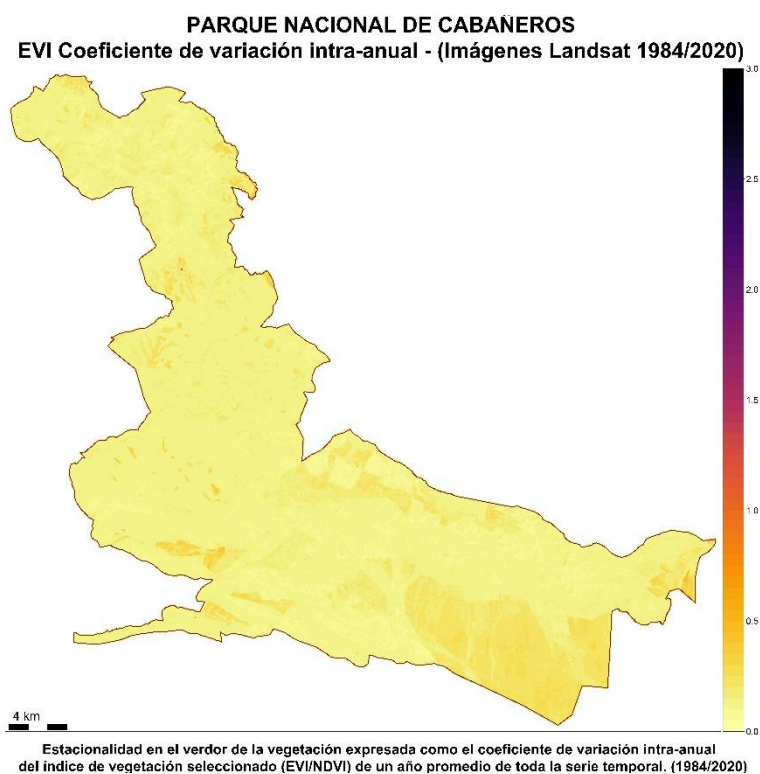 PARQUE NACIONAL DE CABAÑEROS
EVI Coeficiente de variación intra-anual - (Imágenes Landsat 1984/2020)
3.0
2.5
2.0
1.5
1.0
0.5
0.0
4 km
Estacionalidad en el verdor de la vegetación expresada como el coeficiente de variación intra-anual
del índice de vegetación seleccionado (EVI/NDVI) de un año promedio de toda la serie temporal. (1984/2020)